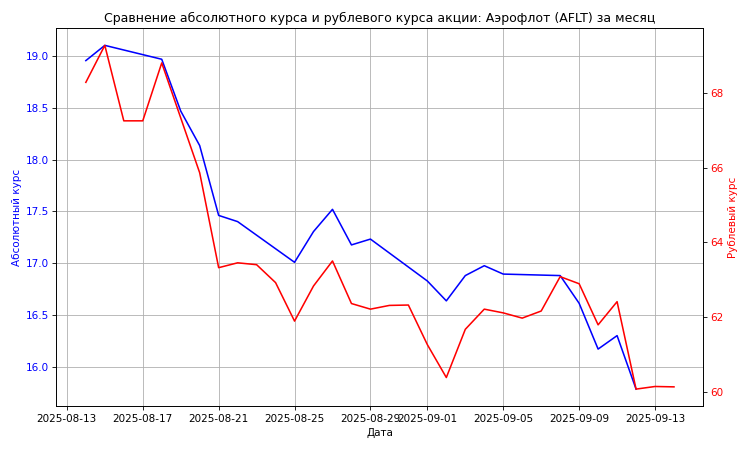 Сравнение абсолютного курса и рублевого курса акции: Аэрофлот (AFLT) за месяц
19.0
18.5
18.0
17.5
17.0
16.5
16.0
Абсолютный курс
68
66
64
62
60
Рублевый курс
2025-08-13 2025-08-17 2025-08-21 2025-08-25 2025-08-29 2025-09-01 2025-09-05 2025-09-09 2025-09-13
Дата